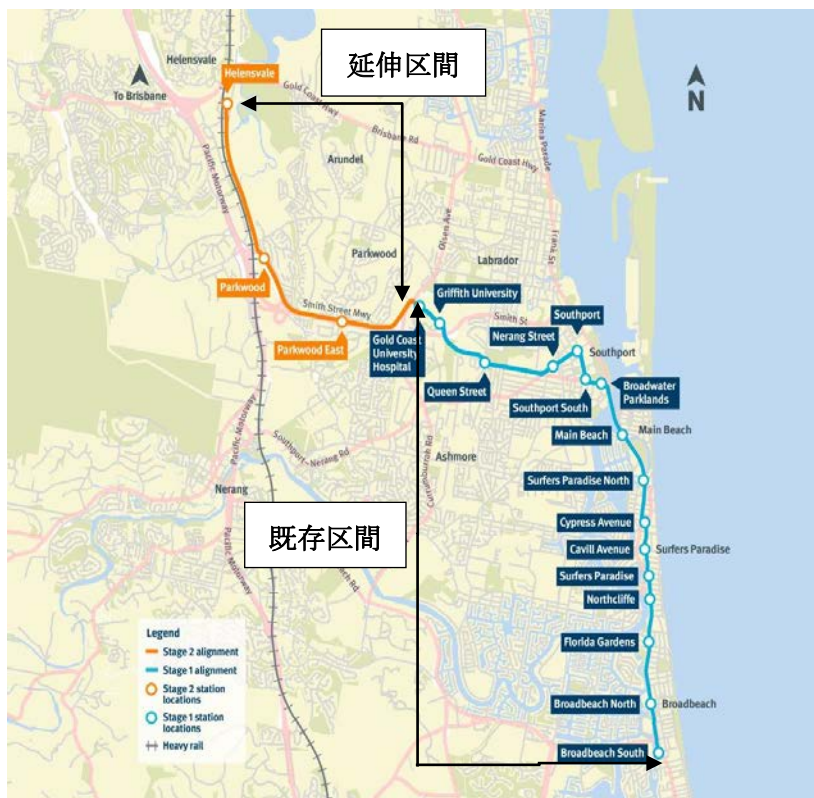 延伸区間
Helensvale
Helensvale
To Brisbane
Gold Coast Hwy
Brisbane Rd
Marina Parade
N
Arundel
Gold Coast Hwy
Pacific Motorway
Olsen Ave
Frank St
Parkwood
Labrador
Parkwood
Griffith University
Smith Street Mwy
Smith St
Southport
Nerang Street
Southport
Parkwood East
Gold Coast
University
Hospital
Queen Street
Southport South
Broadwater
Parklands
Main Beach
Main Beach
Pacific Motorway
Southport–Nerang Rd
Ashmore
Currumburrah Rd
Nerang
Surfers Paradise North
既存区間
Cypress Avenue
Cavill Avenue
Surfers Paradise
Pacific Motorway
Surfers Paradise
Northcliffe
Florida Gardens
Broadbeach North
Broadbeach
Broadbeach South
Legend
Stage 2 alignment
Stage 1 alignment
Stage 2 station
locations
Stage 1 station
locations
Heavy rail